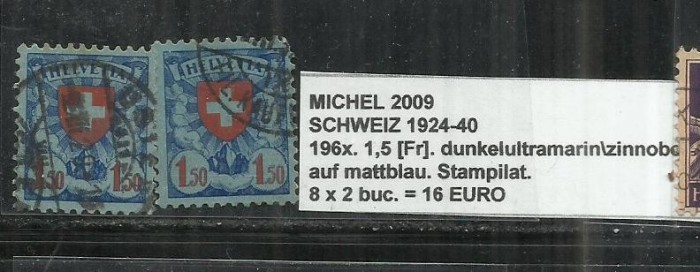 HELVETIA
1.50 1.50
HELVETIA
1.50 1.50
MICHEL 2009
SCHWEIZ 1924-40
196x. 1,5 [Fr]. dunkelultramarin\zinnobe
auf mattblau. Stampilat.
8 x 2 buc. = 16 EURO